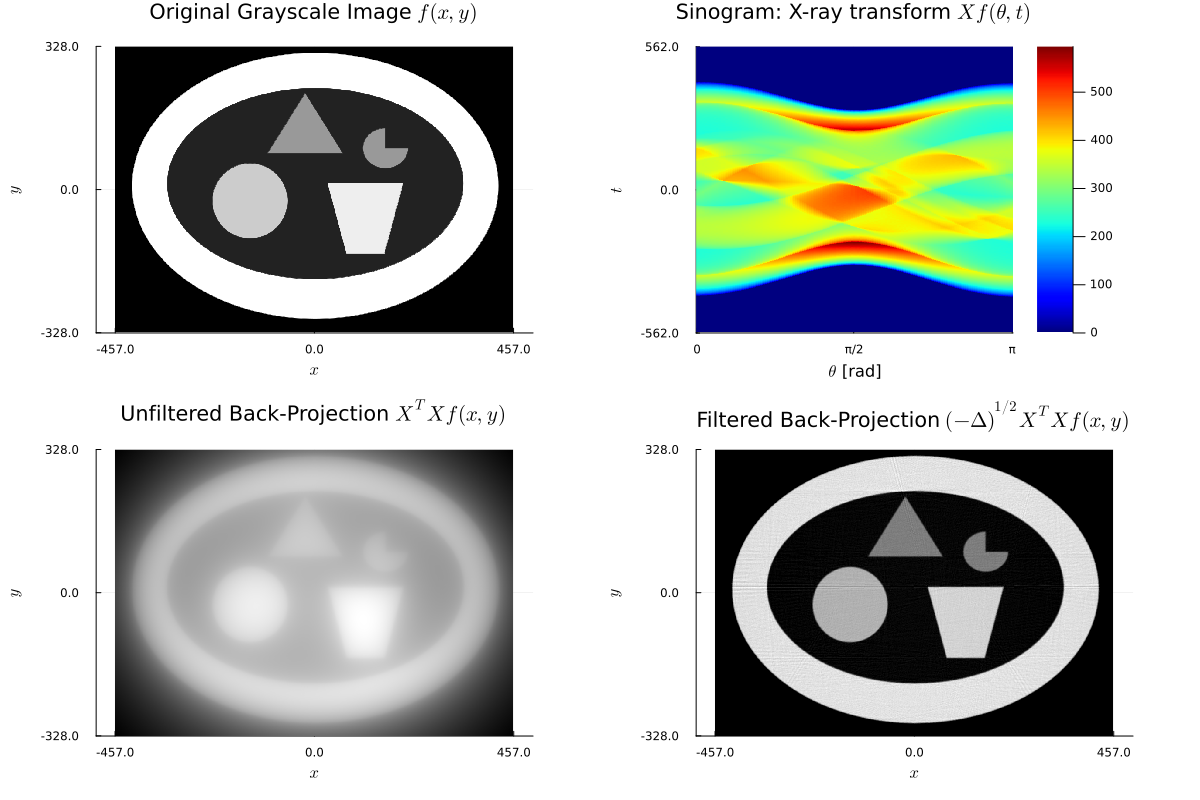 Original Grayscale Image f(x, y)
328.0
y
0.0
-328.0
-457.0
0.0
457.0
x
Sinogram: X-ray transform Xf(θ, t)
562.0
t
0.0
-562.0
0
π/2
π
θ [rad]
500
400
300
200
100
0
Unfiltered Back-Projection X^T Xf(x, y)
328.0
y
0.0
-328.0
-457.0
0.0
457.0
x
Filtered Back-Projection (−Δ)^{1/2} X^T Xf(x, y)
328.0
y
0.0
-328.0
-457.0
0.0
457.0
x